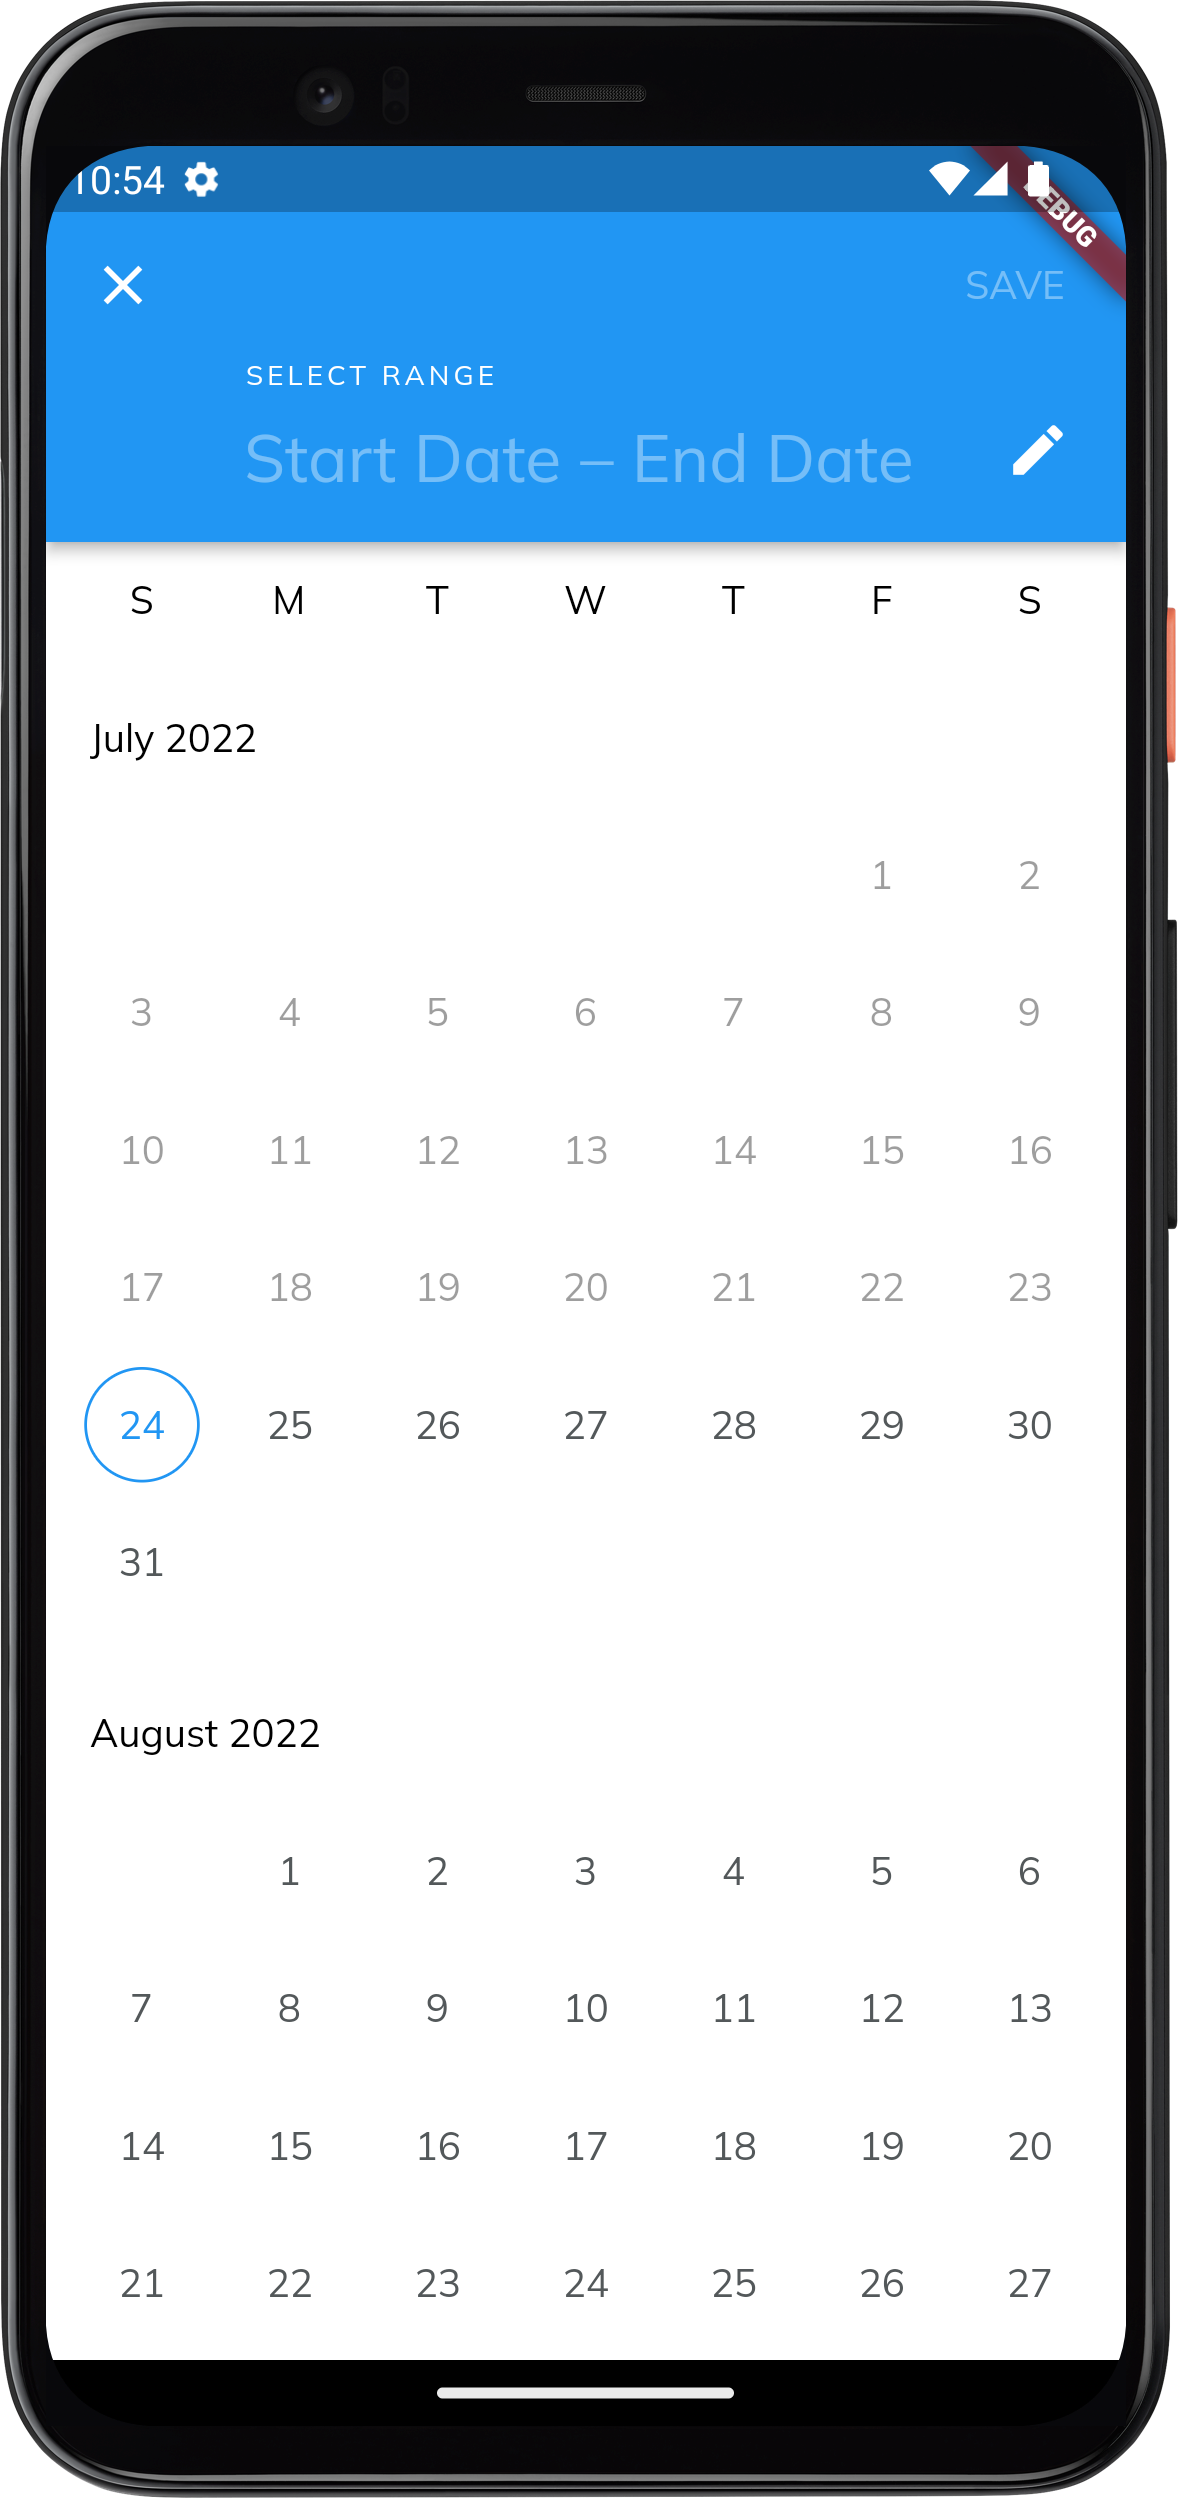 10:54
DEBUG
SAVE
SELECT RANGE
Start Date – End Date
S M T W T F S
July 2022
1 2
3 4 5 6 7 8 9
10 11 12 13 14 15 16
17 18 19 20 21 22 23
24 25 26 27 28 29 30
31
August 2022
1 2 3 4 5 6
7 8 9 10 11 12 13
14 15 16 17 18 19 20
21 22 23 24 25 26 27